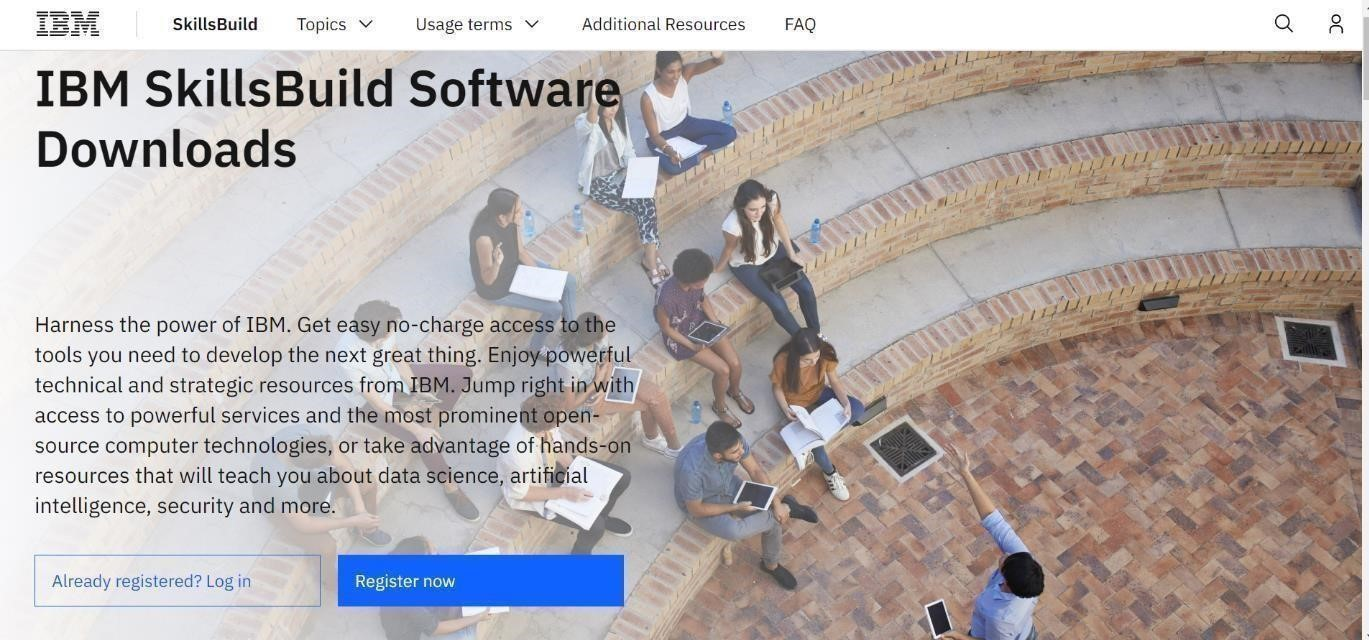 IBM
SkillsBuild
Topics
Usage terms
Additional Resources
FAQ
IBM SkillsBuild Software
Downloads
Harness the power of IBM. Get easy no-charge access to the
tools you need to develop the next great thing. Enjoy powerful
technical and strategic resources from IBM. Jump right in with
access to powerful services and the most prominent open-
source computer technologies, or take advantage of hands-on
resources that will teach you about data science, artificial
intelligence, security and more.
Already registered? Log in
Register now